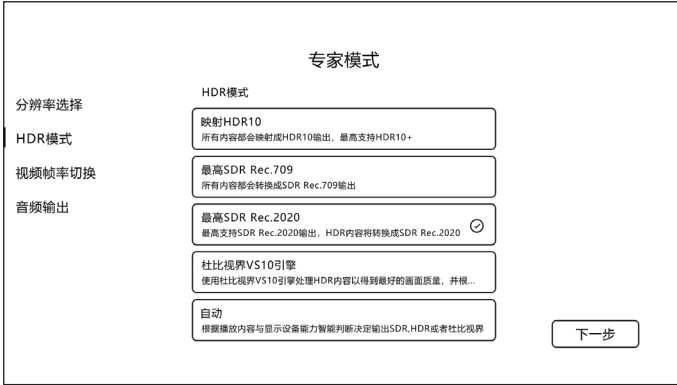 专家模式
分辨率选择
HDR模式
视频帧率切换
音频输出
HDR模式
映射HDR10
所有内容都会映射成HDR10输出，最高支持HDR10+
最高SDR Rec.709
所有内容都会转换成SDR Rec.709输出
最高SDR Rec.2020
最高支持SDR Rec.2020输出，HDR内容将转换成SDR Rec.2020
杜比视界VS10引擎
使用杜比视界VS10引擎处理HDR内容以得到最好的画面质量，并根...
自动
根据播放内容与显示设备能力智能判断决定输出SDR,HDR或者杜比视界
下一步